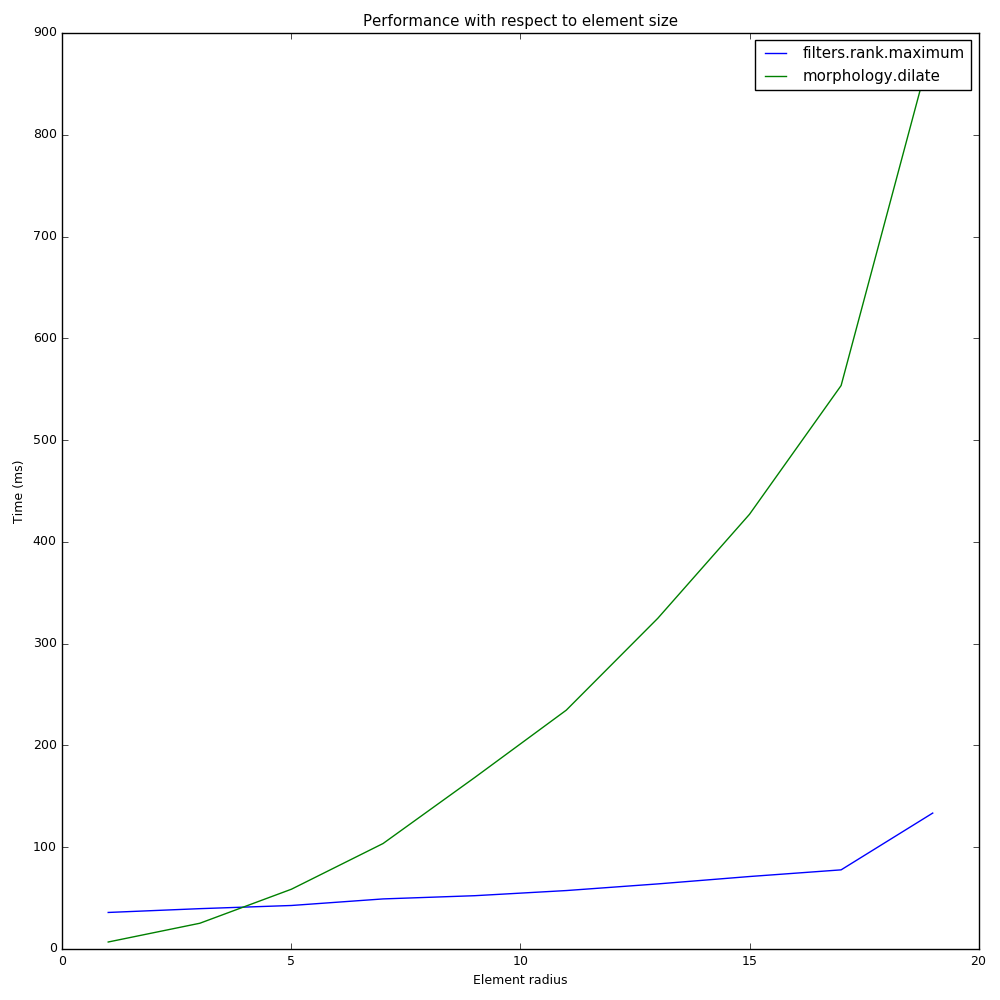 Performance with respect to element size
900
800
700
600
500
400
300
200
100
0
Time (ms)
filters.rank.maximum
morphology.dilate
0 5 10 15 20
Element radius